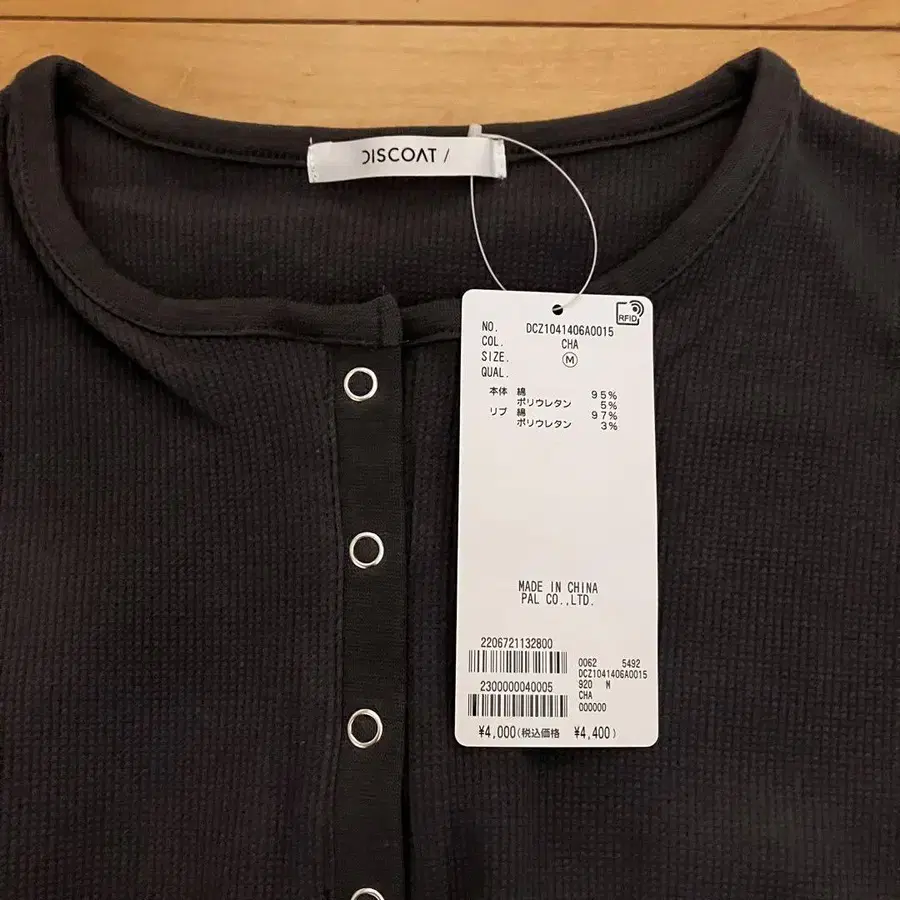 DISCOAT /
RFID
NO. DCZ1041406A0015
COL. CHA
SIZE. M
QUAL.
本体 綿 95%
ポリウレタン 5%
リブ 綿 97%
ポリウレタン 3%
MADE IN CHINA
PAL CO.,LTD.
2206721132800
2300000040005
0062 5492
DCZ1041406A0015
920 M
CHA
000000
¥4,000(税込価格 ¥4,400)